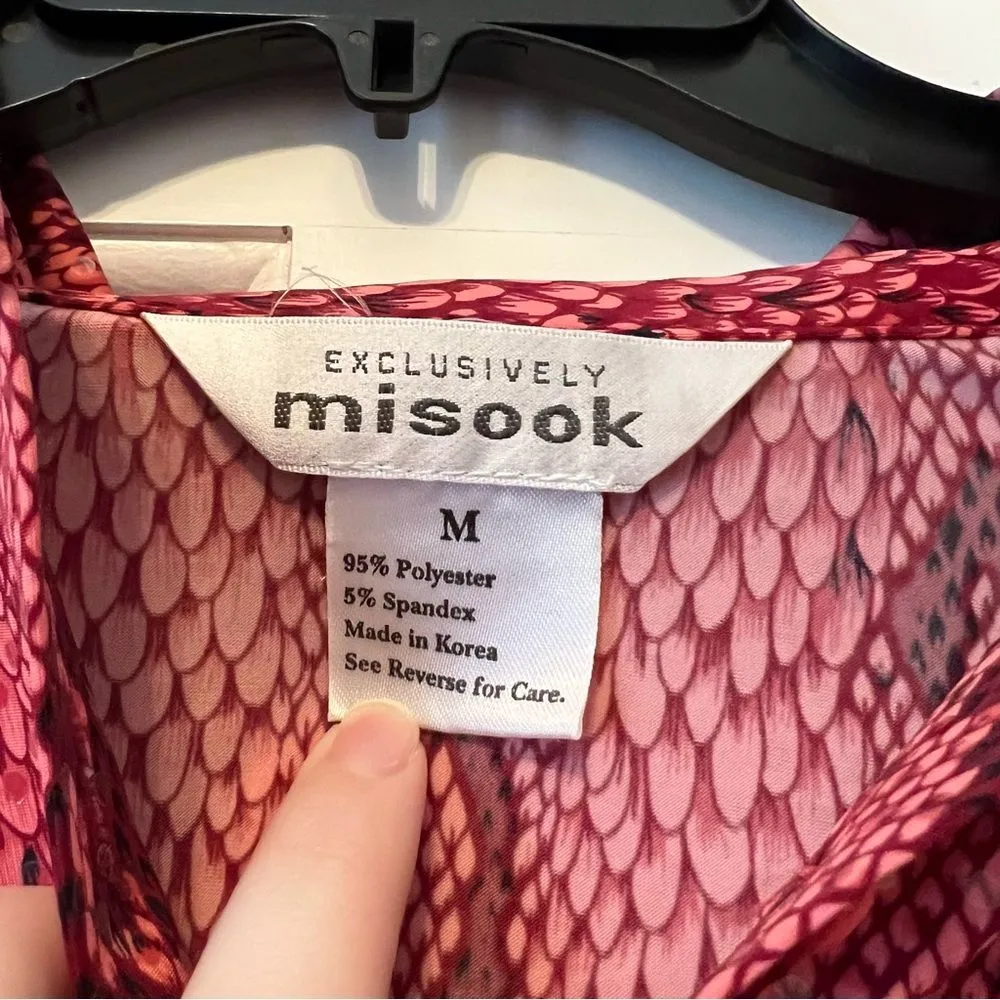 EXCLUSIVELY
misook
M
95% Polyester
5% Spandex
Made in Korea
See Reverse for Care.